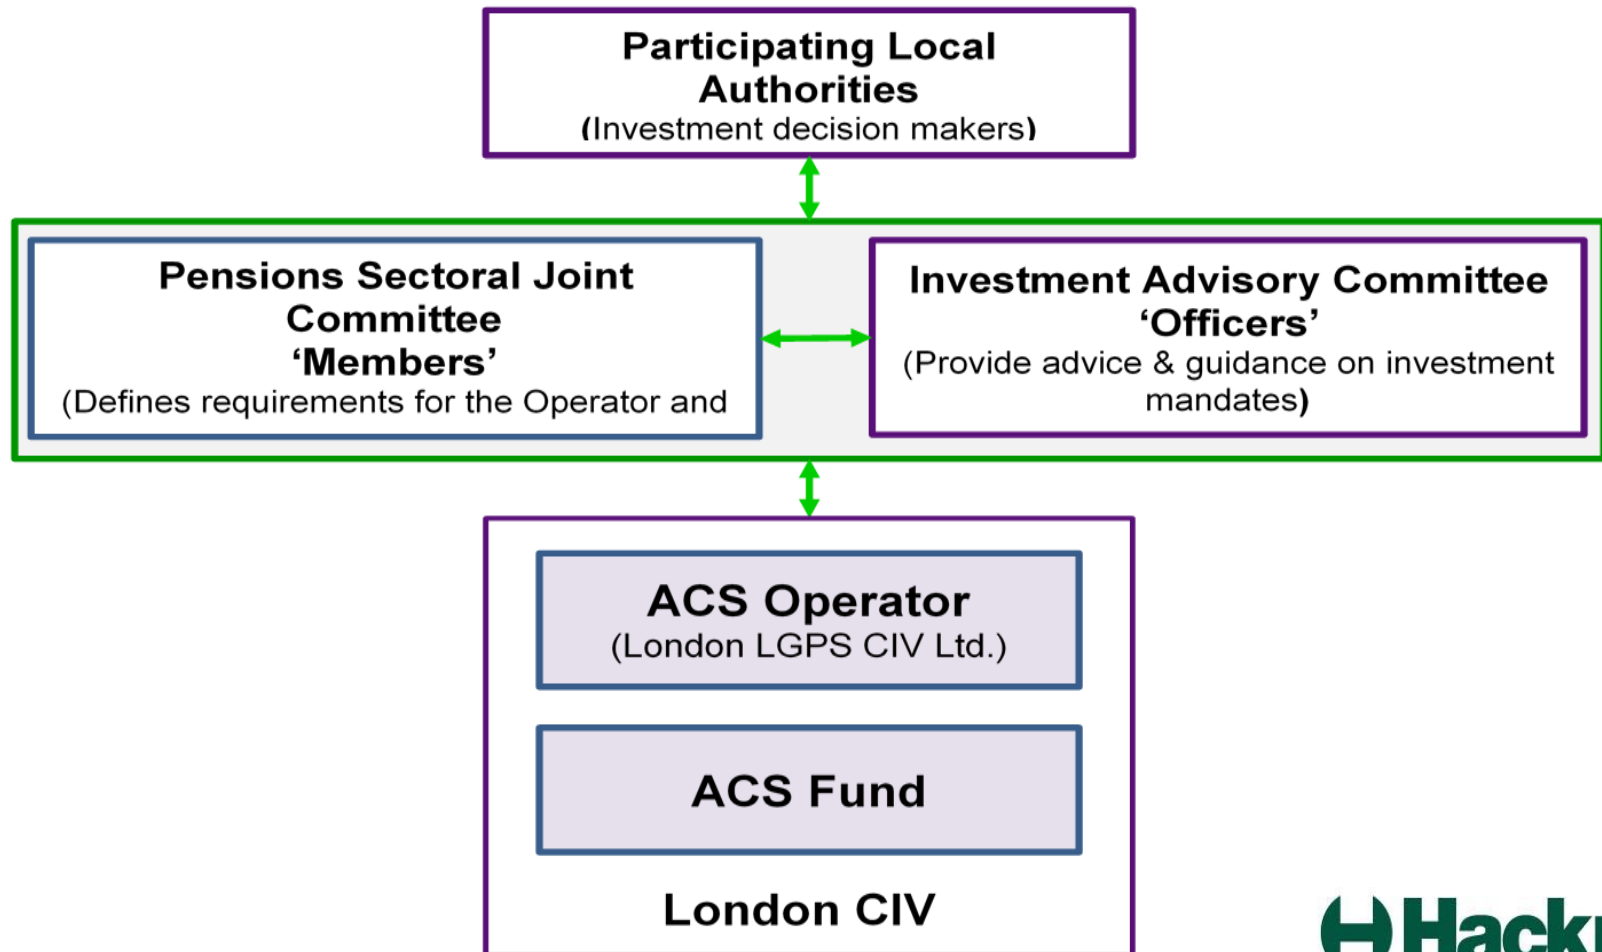 Participating Local
Authorities
(Investment decision makers)
Pensions Sectoral Joint
Committee
‘Members’
(Defines requirements for the Operator and
Investment Advisory Committee
‘Officers’
(Provide advice & guidance on investment
mandates)
ACS Operator
(London LGPS CIV Ltd.)
ACS Fund
London CIV